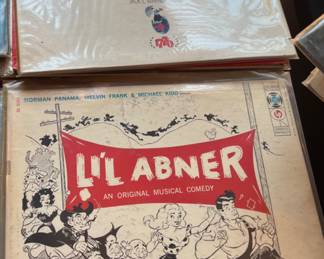 NORMAN PANAMA, MELVIN FRANK & MICHAEL KIDD
LI'L ABNER
AN ORIGINAL MUSICAL COMEDY